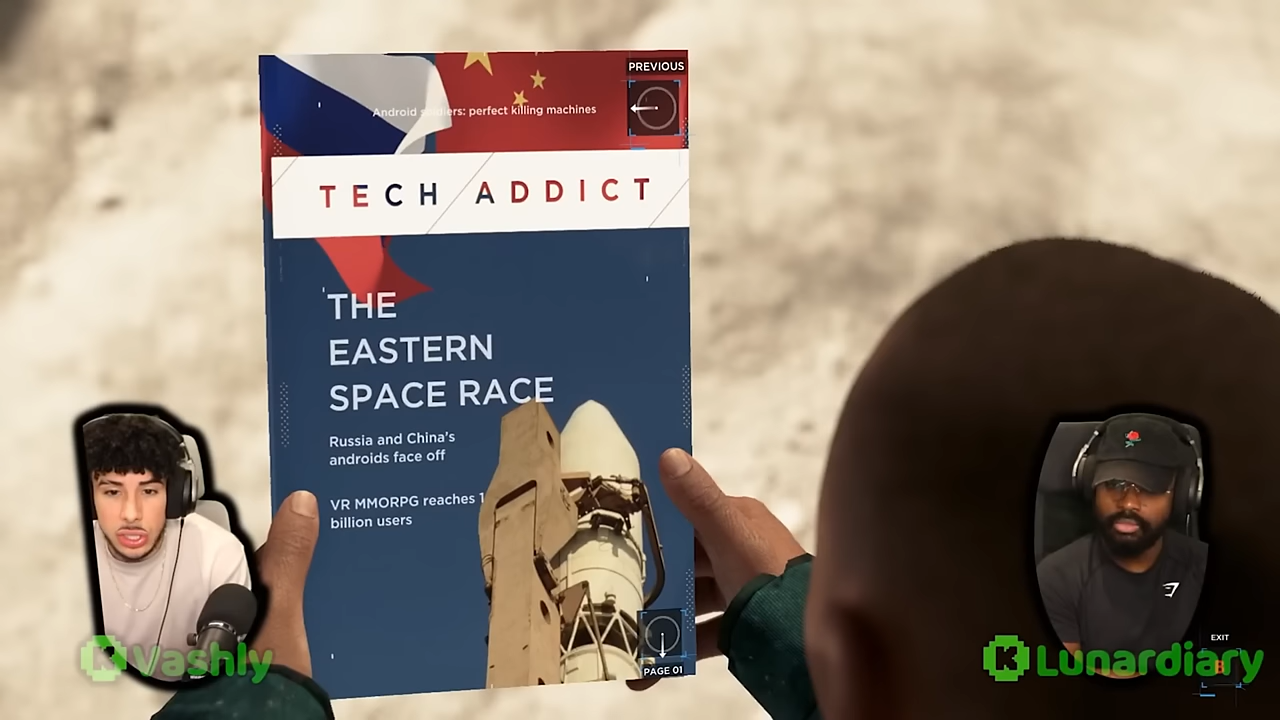 PREVIOUS
Android soldiers: perfect killing machines
TECH ADDICT
THE
EASTERN
SPACE RACE
Russia and China's
androids face off
VR MMORPG reaches 1
billion users
PAGE 01
EXIT
B
K Vashly
K Lunardiary